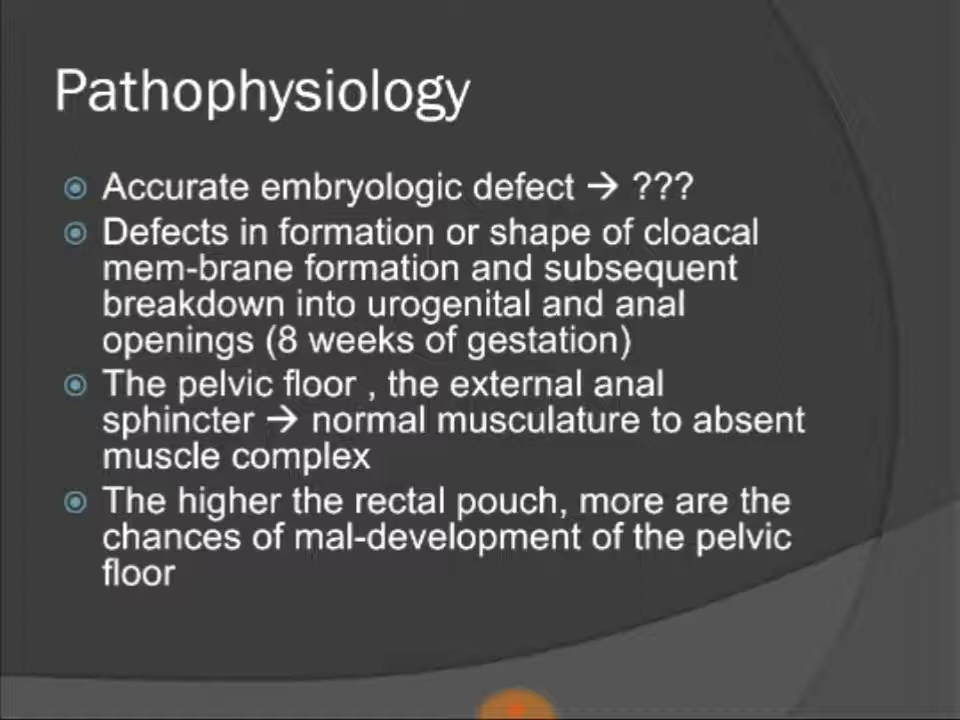 Pathophysiology
Accurate embryologic defect → ???
Defects in formation or shape of cloacal
mem-brane formation and subsequent
breakdown into urogenital and anal
openings (8 weeks of gestation)
The pelvic floor , the external anal
sphincter → normal musculature to absent
muscle complex
The higher the rectal pouch, more are the
chances of mal-development of the pelvic
floor